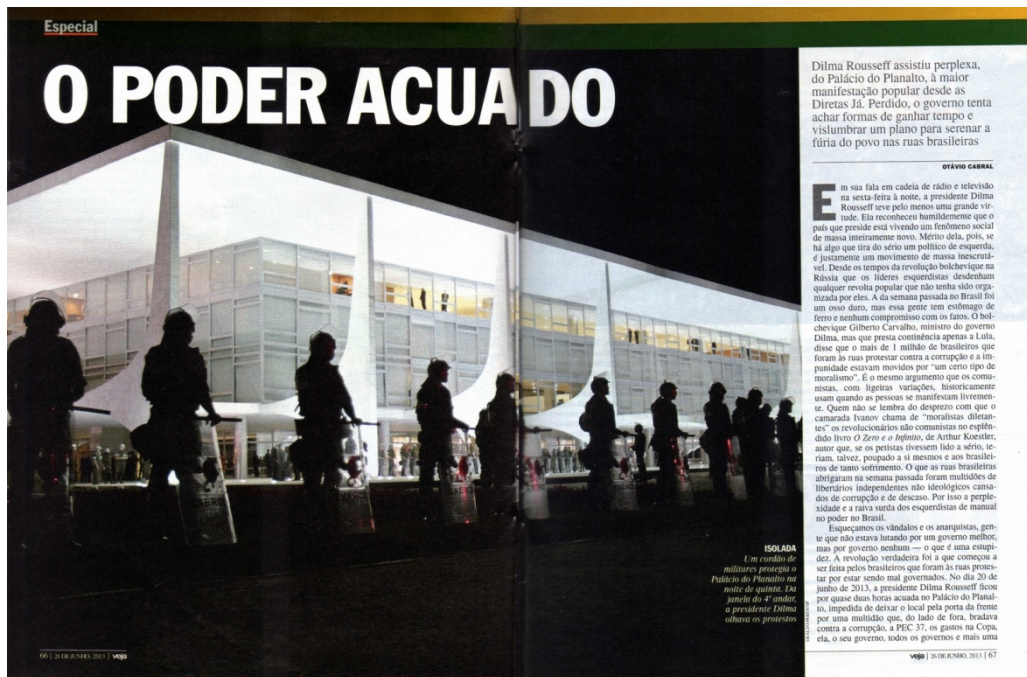 Especial
O PODER ACUADO
Dilma Rousseff assistiu perplexa,
do Palácio do Planalto, à maior
manifestação popular desde as
Diretas Já. Perdido, o governo tenta
achar formas de ganhar tempo e
vislumbrar um plano para serenar a
fúria do povo nas ruas brasileiras
OTÁVIO CABRAL
Em sua fala em cadeia de rádio e televisão
na sexta-feira à noite, a presidente Dilma
Rousseff teve pelo menos uma grande vir-
tude. Ela reconheceu humildemente que o
país que preside está vivendo um fenômeno social
de massa inteiramente novo. Mérito dela, pois, se
há algo que tira do sério um político de esquerda,
é justamente um movimento de massa inescrutá-
vel. Desde os tempos da revolução bolchevique na
Rússia que os líderes esquerdistas desdenham
qualquer revolta popular que não tenha sido orga-
nizada por eles. A da semana passada no Brasil foi
um osso duro, mas essa gente tem estômago de
ferro e nenhum compromisso com os fatos. O bol-
chevique Gilberto Carvalho, ministro do governo
Dilma, mas que presta continência apenas a Lula,
disse que o mais de 1 milhão de brasileiros que
foram às ruas protestar contra a corrupção e a im-
punidade estavam movidos por “um certo tipo de
moralismo”. É o mesmo argumento que os comu-
nistas, com ligeiras variações, historicamente
usam quando as pessoas se manifestam livremen-
te. Quem não se lembra do desprezo com que o
camarada Ivanov chama de “moralistas diletan-
tes” os revolucionários não comunistas no esplên-
dido livro O Zero e o Infinito, de Arthur Koestler,
autor que, se os petistas tivessem lido a sério, te-
riam, talvez, poupado a si mesmos e aos brasilei-
ros de tanto sofrimento. O que as ruas brasileiras
abrigaram na semana passada foram multidões de
libertários independentes não ideológicos cansa-
dos de corrupção e de descaso. Por isso a perple-
xidade e a raiva surda dos esquerdistas de manual
no poder no Brasil.
Esqueçamos os vândalos e os anarquistas, gen-
te que não estava lutando por um governo melhor,
mas por governo nenhum — o que é uma estupi-
dez. A revolução verdadeira foi a que começou a
ser feita pelos brasileiros que foram às ruas protes-
tar por estar sendo mal governados. No dia 20 de
junho de 2013, a presidente Dilma Rousseff ficou
por quase duas horas acuada no Palácio do Planal-
to, impedida de deixar o local pela porta da frente
por uma multidão que, do lado de fora, bradava
contra a corrupção, a PEC 37, os gastos na Copa,
ela, o seu governo, todos os governos e mais uma
ISOLADA
Um cordão de
militares protegia o
Palácio do Planalto na
noite de quinta. Da
janela do 4º andar,
a presidente Dilma
olhava os protestos
66 | 26 DE JUNHO, 2013 | veja
veja | 26 DE JUNHO, 2013 | 67